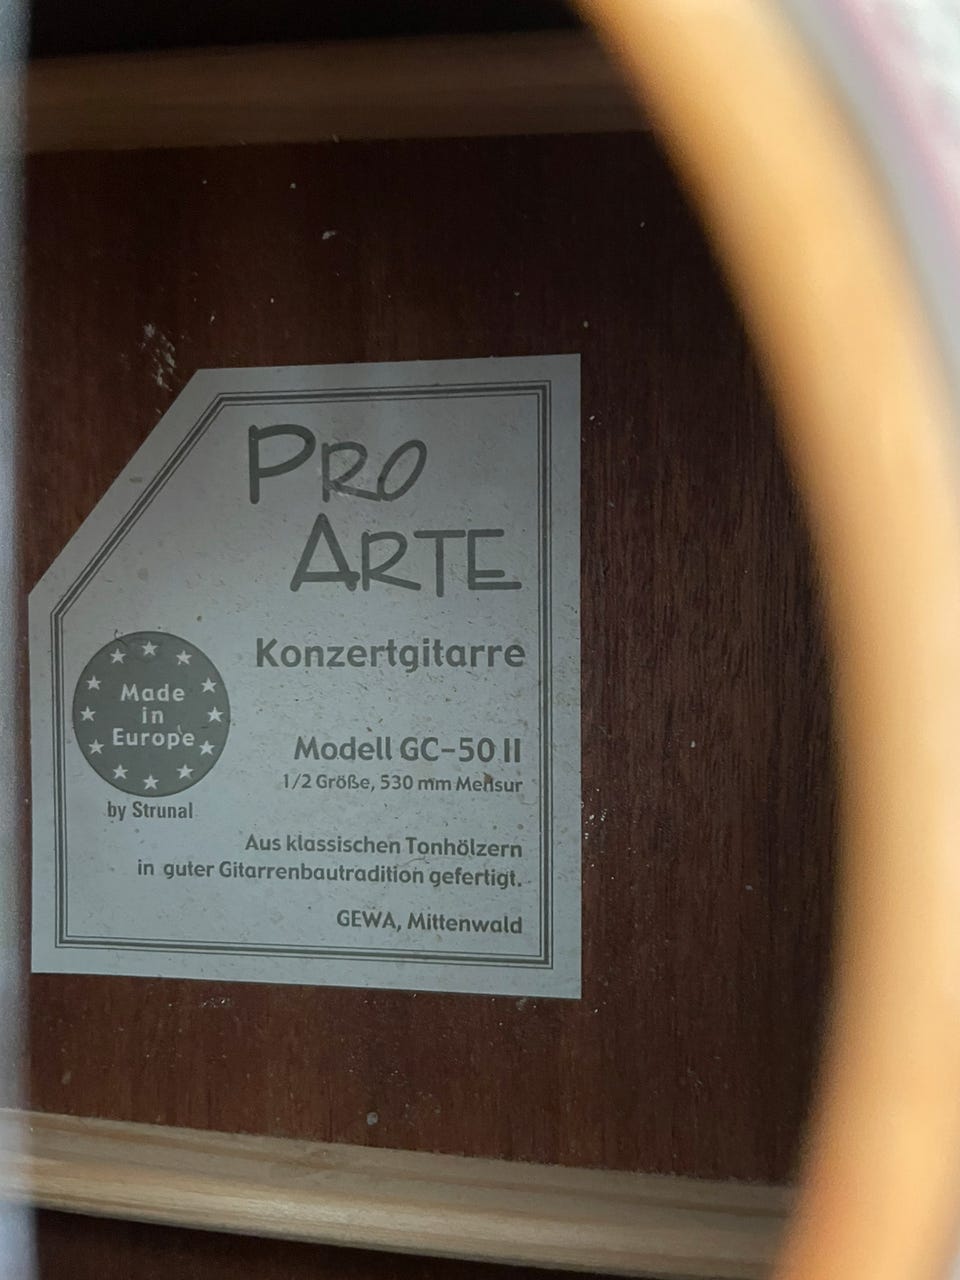 PRO
ARTE
Konzertgitarre
Made
in
Europe
by Strunal
Modell GC-50 II
1/2 Größe, 530 mm Mensur
Aus klassischen Tonhölzern
in guter Gitarrenbautradition gefertigt.
GEWA, Mittenwald